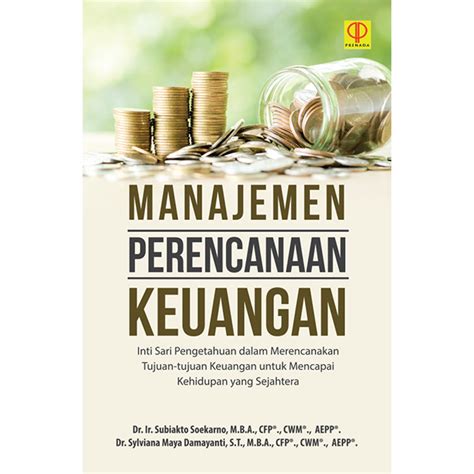 PRENADA
MANAJEMEN
PERENCANAAN
KEUANGAN
Inti Sari Pengetahuan dalam Merencanakan
Tujuan-tujuan Keuangan untuk Mencapai
Kehidupan yang Sejahtera
Dr. Ir. Subiakto Soekarno, M.B.A., CFP®., CWM®., AEPP®.
Dr. Sylviana Maya Damayanti, S.T., M.B.A., CFP®., CWM®., AEPP®.